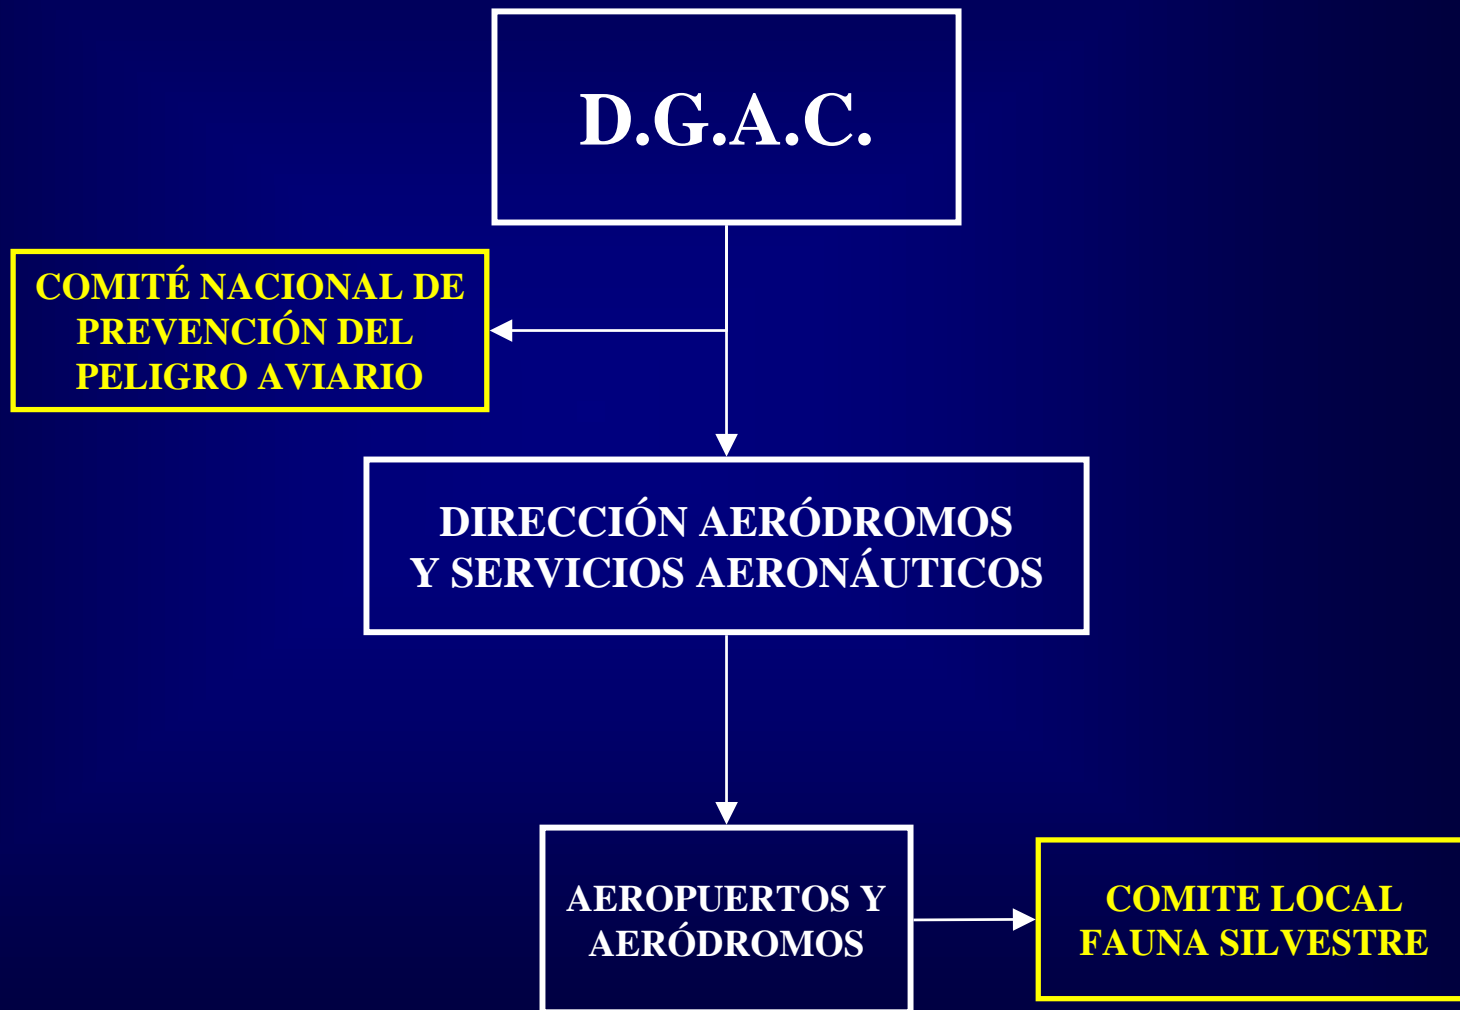 D.G.A.C.
COMITÉ NACIONAL DE
PREVENCIÓN DEL
PELIGRO AVIARIO
DIRECCIÓN AERÓDROMOS
Y SERVICIOS AERONÁUTICOS
AEROPUERTOS Y
AERÓDROMOS
COMITE LOCAL
FAUNA SILVESTRE